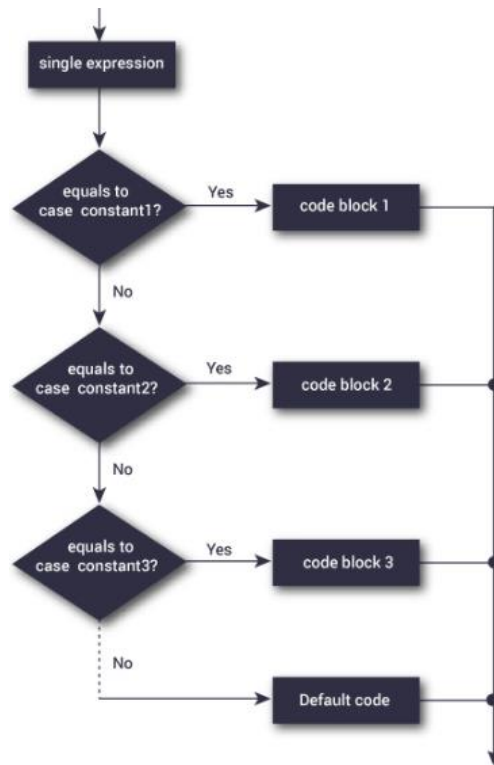 single expression
equals to
case constant1?
Yes
code block 1
No
equals to
case constant2?
Yes
code block 2
No
equals to
case constant3?
Yes
code block 3
No
Default code